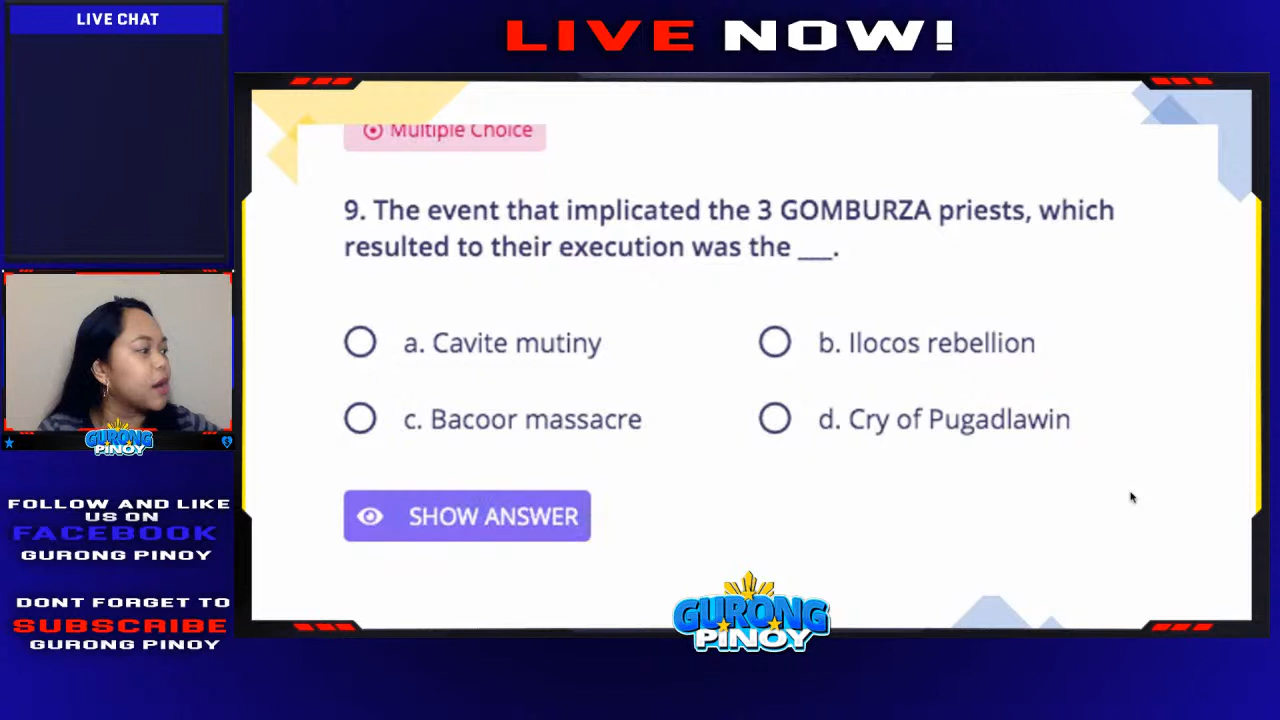 LIVE CHAT
LIVE NOW!
Multiple Choice
9. The event that implicated the 3 GOMBURZA priests, which
resulted to their execution was the ___.
a. Cavite mutiny
b. Ilocos rebellion
c. Bacoor massacre
d. Cry of Pugadlawin
SHOW ANSWER
GURONG
PINOY
FOLLOW AND LIKE
US ON
FACEBOOK
GURONG PINOY
DONT FORGET TO
SUBSCRIBE
GURONG PINOY
GURONG
PINOY